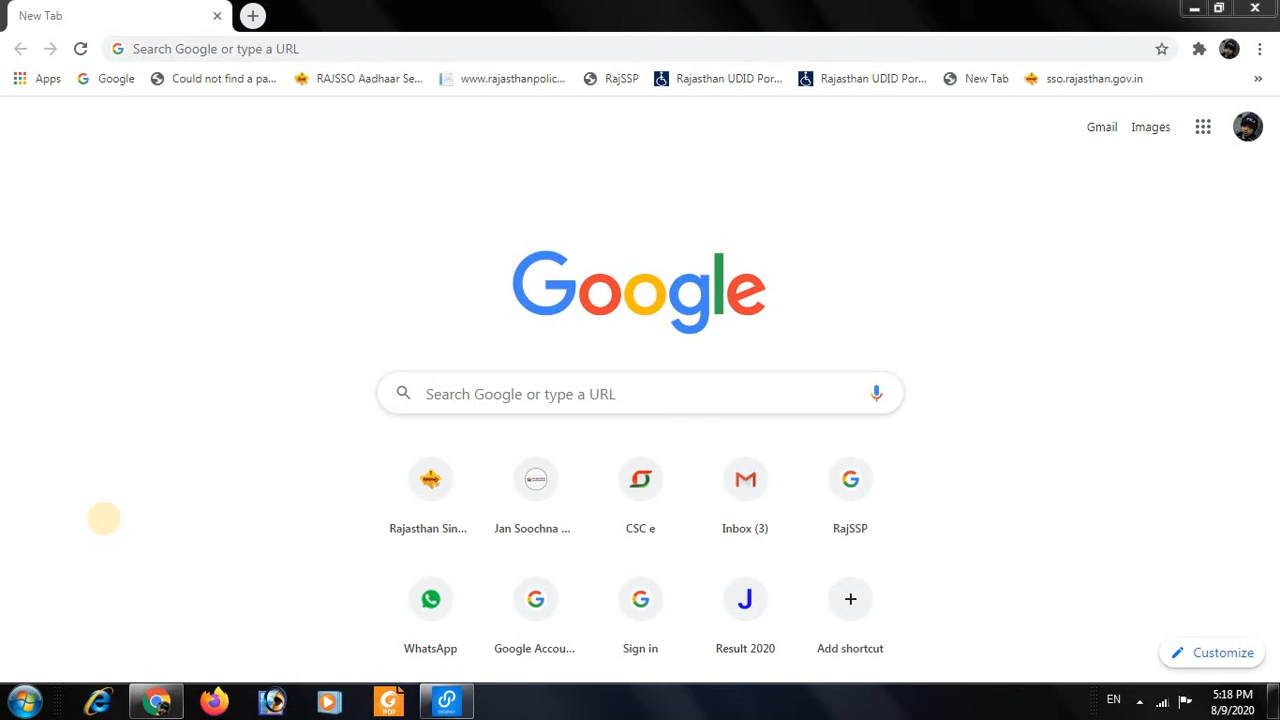 New Tab
Search Google or type a URL
Apps Google Could not find a pa... RAJSSO Aadhaar Se... www.rajasthanpolic... RajSSP Rajasthan UDID Por... Rajasthan UDID Por... New Tab sso.rajasthan.gov.in »
Gmail Images
Google
Search Google or type a URL
Rajasthan Sin... Jan Soochna ... CSC e Inbox (3) RajSSP
WhatsApp Google Accou... Sign in Result 2020 Add shortcut
Customize
EN 5:18 PM
8/9/2020